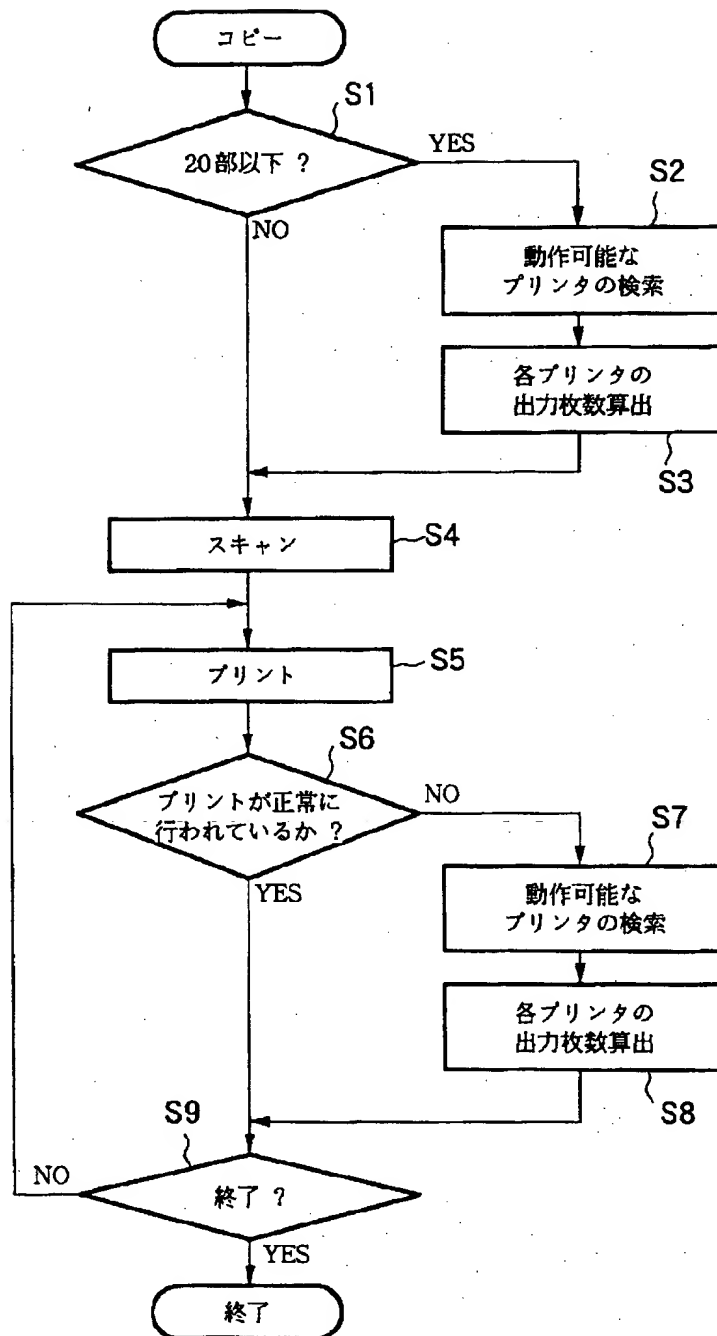 コピー
S1
20部以下 ?
YES
NO
S2
動作可能な
プリンタの検索
各プリンタの
出力枚数算出
S3
スキャン
S4
プリント
S5
S6
プリントが正常に
行われているか ?
NO
YES
S7
動作可能な
プリンタの検索
各プリンタの
出力枚数算出
S8
S9
NO
終了 ?
YES
終了